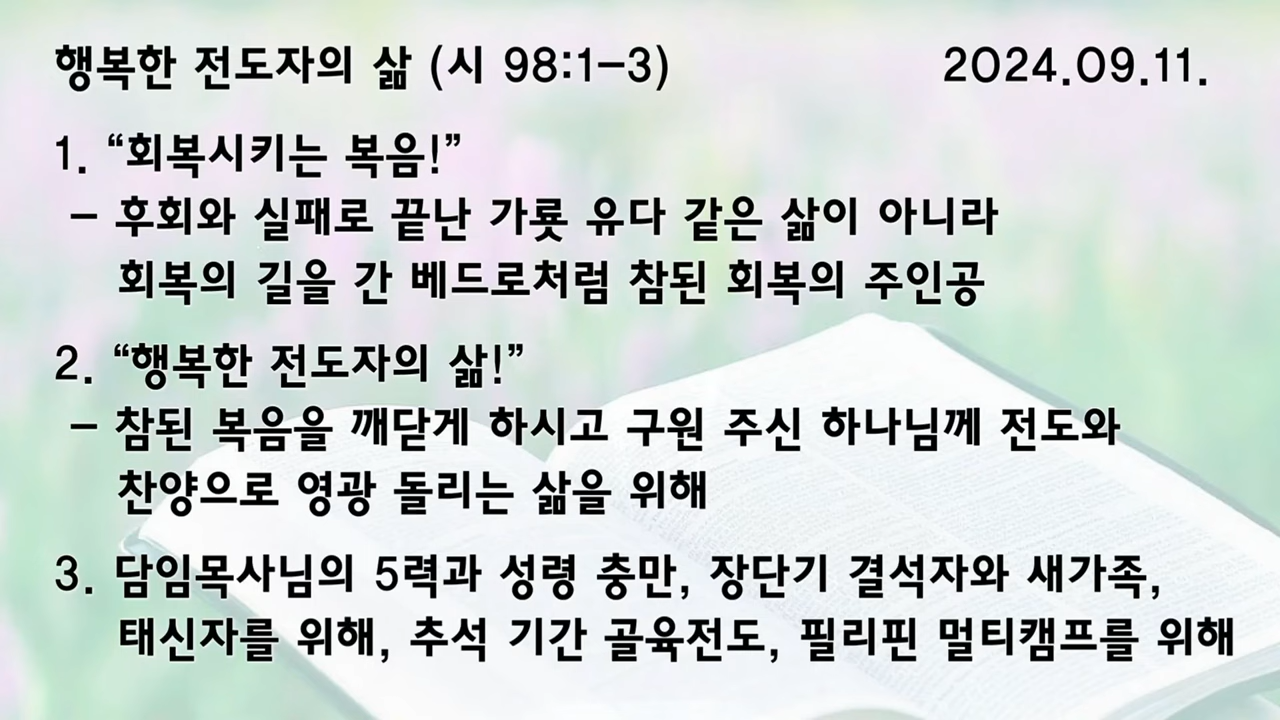 행복한 전도자의 삶 (시 98:1-3) 2024.09.11.
1. “회복시키는 복음!”
- 후회와 실패로 끝난 가룟 유다 같은 삶이 아니라
회복의 길을 간 베드로처럼 참된 회복의 주인공
2. “행복한 전도자의 삶!”
- 참된 복음을 깨닫게 하시고 구원 주신 하나님께 전도와
찬양으로 영광 돌리는 삶을 위해
3. 담임목사님의 5력과 성령 충만, 장단기 결석자와 새가족,
태신자를 위해, 추석 기간 골육전도, 필리핀 멀티캠프를 위해